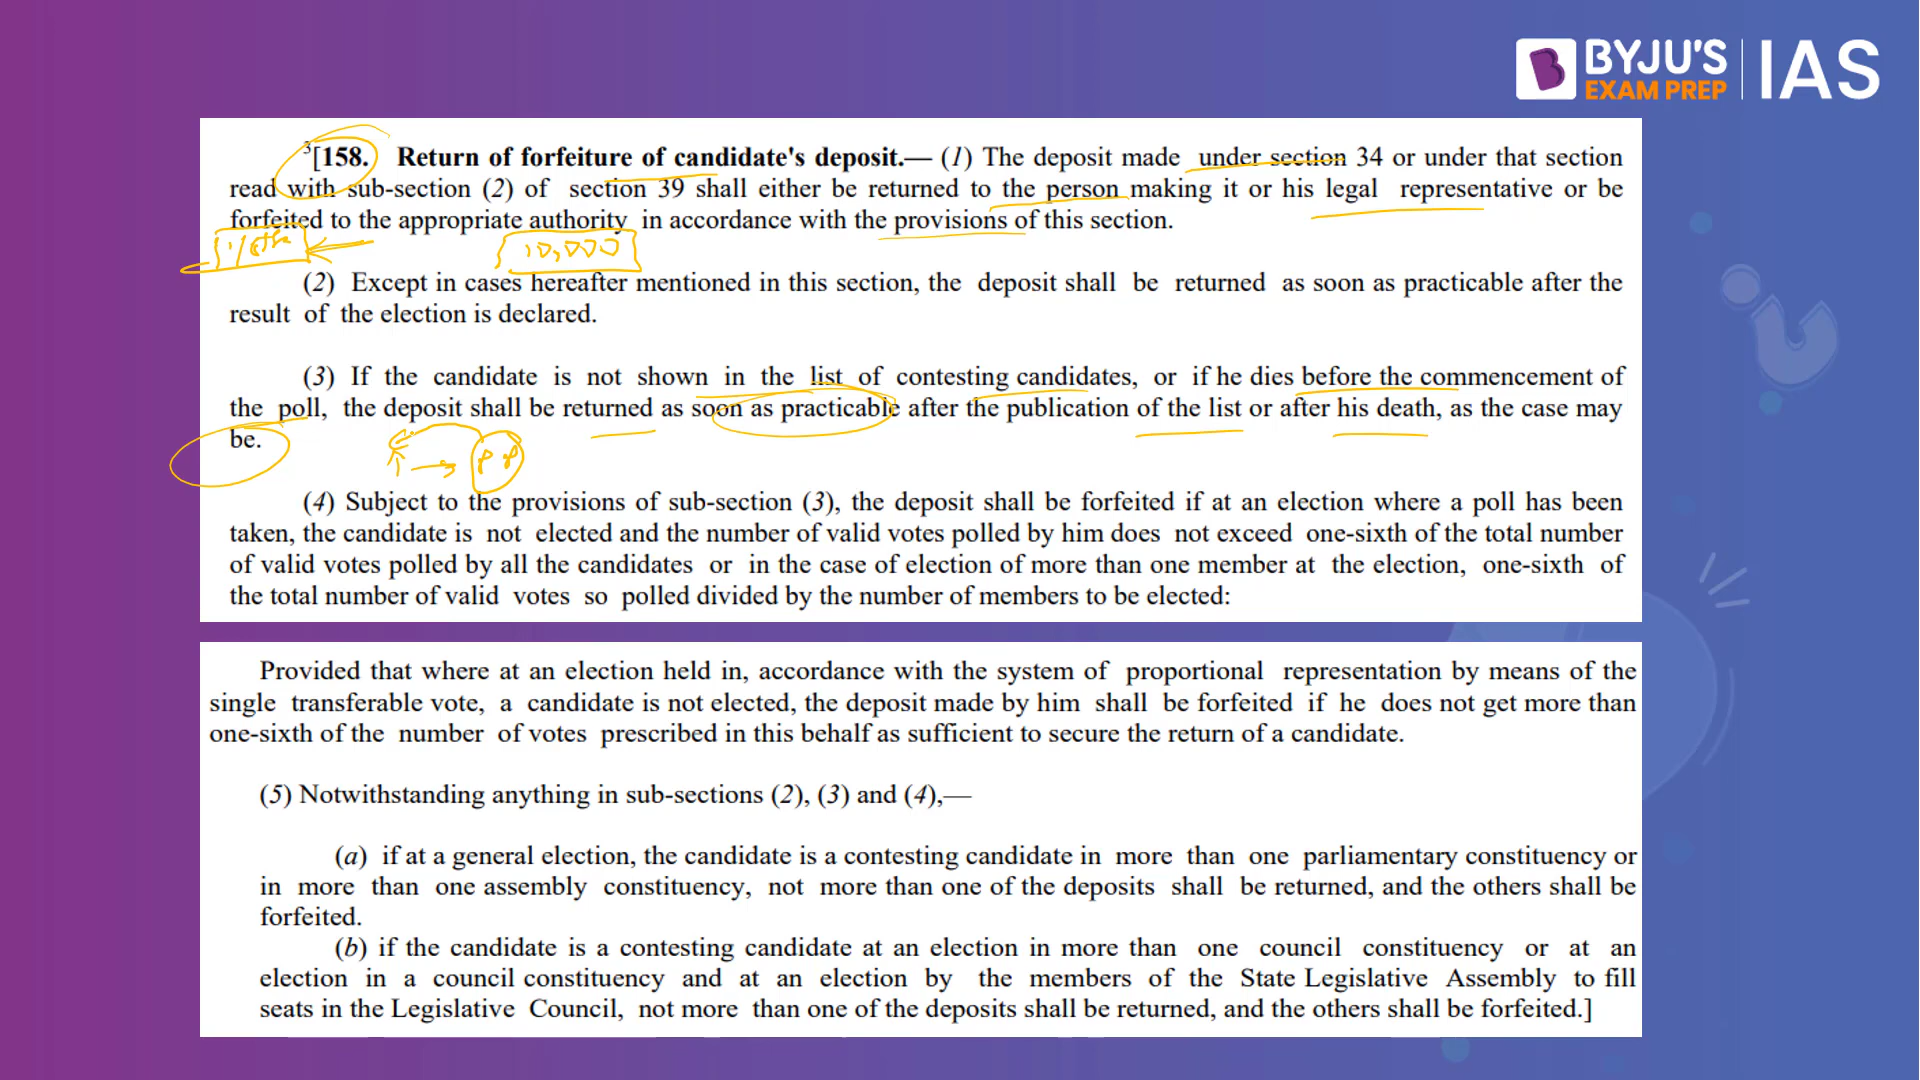 BYJU'S
EXAM PREP
IAS
3[158. Return of forfeiture of candidate's deposit.— (1) The deposit made under section 34 or under that section
read with sub-section (2) of section 39 shall either be returned to the person making it or his legal representative or be
forfeited to the appropriate authority in accordance with the provisions of this section.
10,000
(2) Except in cases hereafter mentioned in this section, the deposit shall be returned as soon as practicable after the
result of the election is declared.
(3) If the candidate is not shown in the list of contesting candidates, or if he dies before the commencement of
the poll, the deposit shall be returned as soon as practicable after the publication of the list or after his death, as the case may
be.
(4) Subject to the provisions of sub-section (3), the deposit shall be forfeited if at an election where a poll has been
taken, the candidate is not elected and the number of valid votes polled by him does not exceed one-sixth of the total number
of valid votes polled by all the candidates or in the case of election of more than one member at the election, one-sixth of
the total number of valid votes so polled divided by the number of members to be elected:
Provided that where at an election held in, accordance with the system of proportional representation by means of the
single transferable vote, a candidate is not elected, the deposit made by him shall be forfeited if he does not get more than
one-sixth of the number of votes prescribed in this behalf as sufficient to secure the return of a candidate.
(5) Notwithstanding anything in sub-sections (2), (3) and (4),—
(a) if at a general election, the candidate is a contesting candidate in more than one parliamentary constituency or
in more than one assembly constituency, not more than one of the deposits shall be returned, and the others shall be
forfeited.
(b) if the candidate is a contesting candidate at an election in more than one council constituency or at an
election in a council constituency and at an election by the members of the State Legislative Assembly to fill
seats in the Legislative Council, not more than one of the deposits shall be returned, and the others shall be forfeited.]